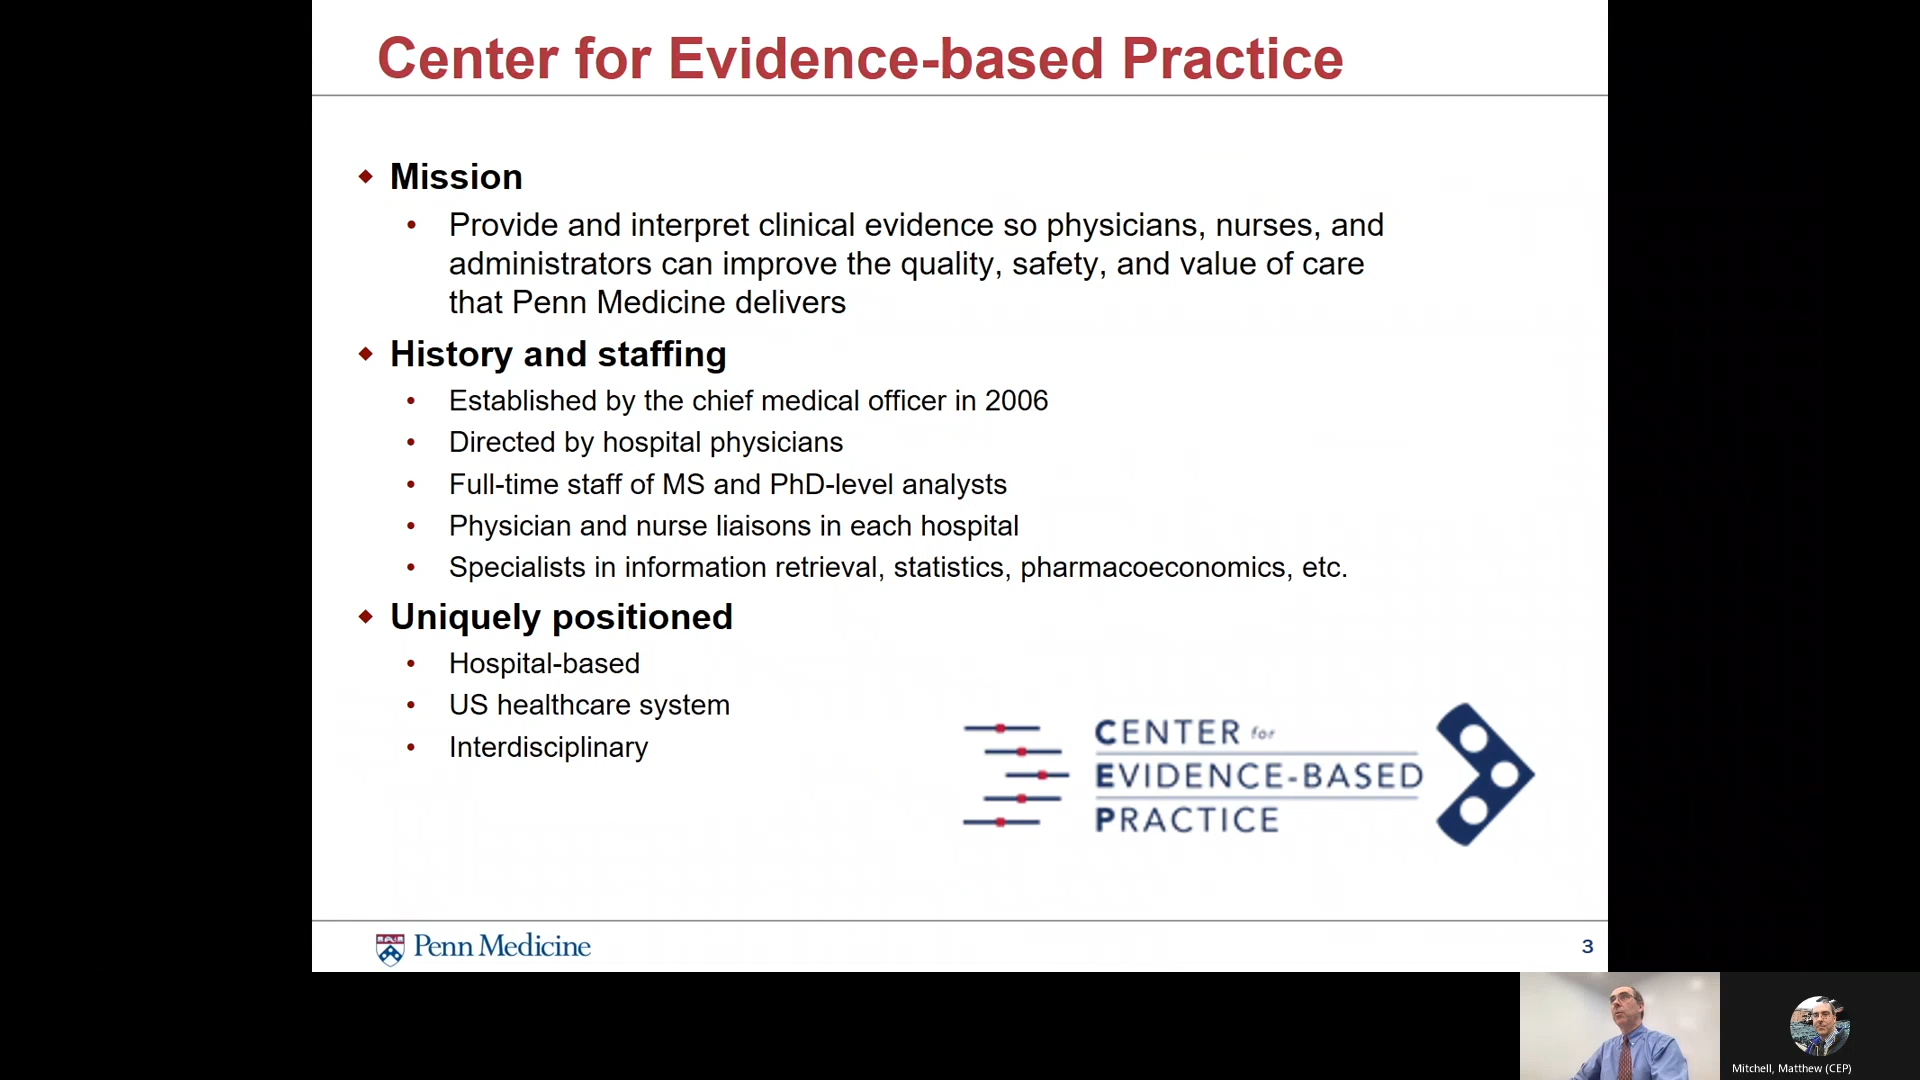 Center for Evidence-based Practice
Mission
Provide and interpret clinical evidence so physicians, nurses, and
administrators can improve the quality, safety, and value of care
that Penn Medicine delivers
History and staffing
Established by the chief medical officer in 2006
Directed by hospital physicians
Full-time staff of MS and PhD-level analysts
Physician and nurse liaisons in each hospital
Specialists in information retrieval, statistics, pharmacoeconomics, etc.
Uniquely positioned
Hospital-based
US healthcare system
Interdisciplinary
CENTER for
EVIDENCE-BASED
PRACTICE
Penn Medicine
3
Mitchell, Matthew (CEP)